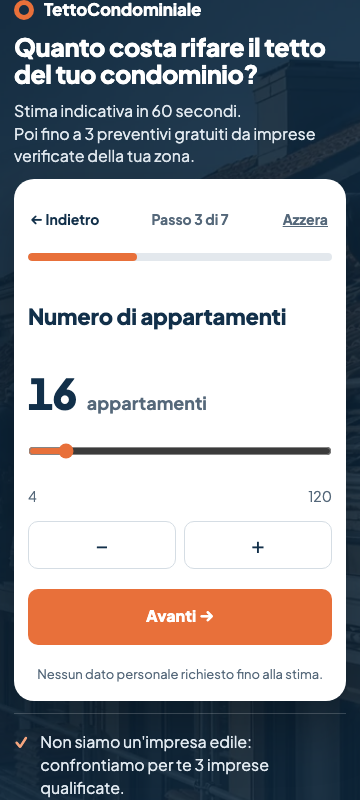 TettoCondominiale
Quanto costa rifare il tetto
del tuo condominio?
Stima indicativa in 60 secondi.
Poi fino a 3 preventivi gratuiti da imprese
verificate della tua zona.
← Indietro
Passo 3 di 7
Azzera
Numero di appartamenti
16 appartamenti
4
120
−
+
Avanti →
Nessun dato personale richiesto fino alla stima.
Non siamo un'impresa edile:
confrontiamo per te 3 imprese
qualificate.